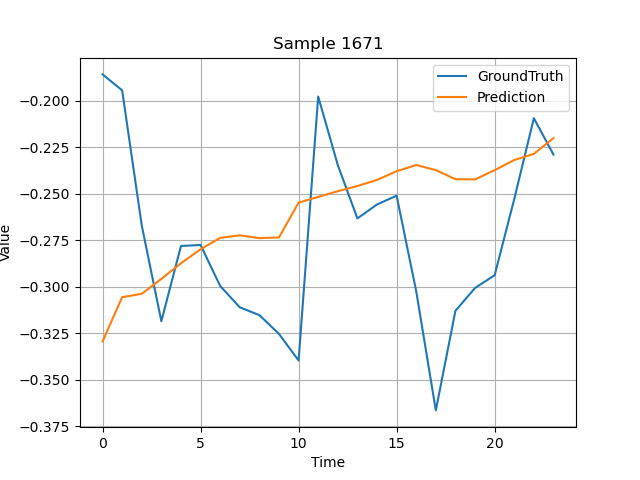 Sample 1671
GroundTruth
Prediction
−0.200
−0.225
−0.250
−0.275
−0.300
−0.325
−0.350
−0.375
Value
0 5 10 15 20
Time